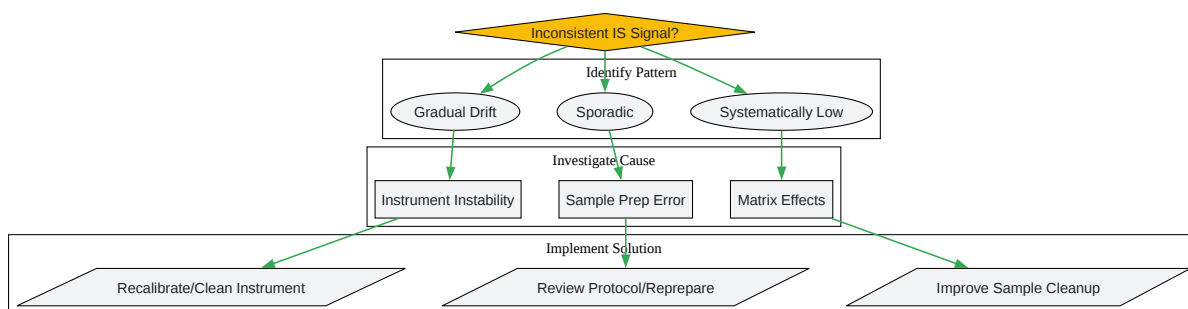 Inconsistent IS Signal?
Identify Pattern
Gradual Drift
Sporadic
Systematically Low
Investigate Cause
Instrument Instability
Sample Prep Error
Matrix Effects
Implement Solution
Recalibrate/Clean Instrument
Review Protocol/Reprepare
Improve Sample Cleanup